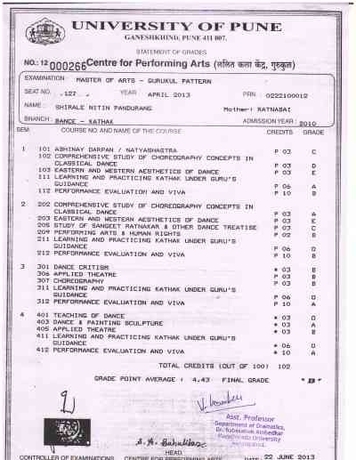 UNIVERSITY OF PUNE
GANESHKHIND, PUNE 411 007.
STATEMENT OF GRADES
NO.: 12 000266 Centre for Performing Arts (ललित कला केंद्र, गुरुकुल)
EXAMINATION : MASTER OF ARTS - GURUKUL PATTERN
SEAT NO. 127 YEAR APRIL 2013 PRN : 0222100012
NAME : SHIRALE NITIN PANDURANG Mother: RATNABAI
BRANCH : DANCE - KATHAK ADMISSION YEAR 2010
SEM. COURSE NO. AND NAME OF THE COURSE CREDITS GRADE
1 101 ABHINAY DARPAN / NATYASHASTRA P 03 C
102 COMPREHENSIVE STUDY OF CHOREOGRAPHY CONCEPTS IN
CLASSICAL DANCE P 03 D
103 EASTERN AND WESTERN AESTHETICS OF DANCE P 03 E
111 LEARNING AND PRACTICING KATHAK UNDER GURU'S
GUIDANCE P 06 A
112 PERFORMANCE EVALUATION AND VIVA P 10 B
2 202 COMPREHENSIVE STUDY OF CHOREOGRAPHY CONCEPTS IN
CLASSICAL DANCE P 03 A
203 EASTERN AND WESTERN AESTHETICS OF DANCE P 03 E
205 STUDY OF SANGEET RATNAKAR & OTHER DANCE TREATISE P 03 C
209 PERFORMING ARTS & HUMAN RIGHTS P 02 B
211 LEARNING AND PRACTICING KATHAK UNDER GURU'S
GUIDANCE P 06 O
212 PERFORMANCE EVALUATION AND VIVA P 10 A
3 301 DANCE CRITISM * 03 B
306 APPLIED THEATRE * 03 B
307 CHOREOGRAPHY * 03 B
311 LEARNING AND PRACTICING KATHAK UNDER GURU'S
GUIDANCE P 06 O
312 PERFORMANCE EVALUATION AND VIVA P 10 A
4 401 TEACHING OF DANCE * 03 O
403 DANCE & PAINTING SCULPTURE * 03 A
405 APPLIED THEATRE * 03 B
411 LEARNING AND PRACTICING KATHAK UNDER GURU'S
GUIDANCE * 06 O
412 PERFORMANCE EVALUATION AND VIVA * 10 A
TOTAL CREDITS (OUT OF 100) 102
GRADE POINT AVERAGE : 4.43 FINAL GRADE
Asst. Professor
Department of Dramatics,
Dr. Babasaheb Ambedkar
Marathwada University
HEAD
CONTROLLER OF EXAMINATIONS CENTRE FOR PERFORMING ARTS DATE : 22 JUNE 2013